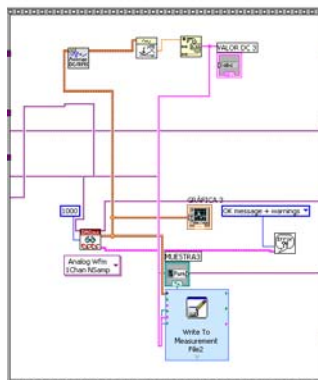 VALOR DC 3
1000
GRÁFICA 3
OK message + warnings
Analog Wfm
1Chan NSamp
MUESTRA3
Write To
Measurement
File2